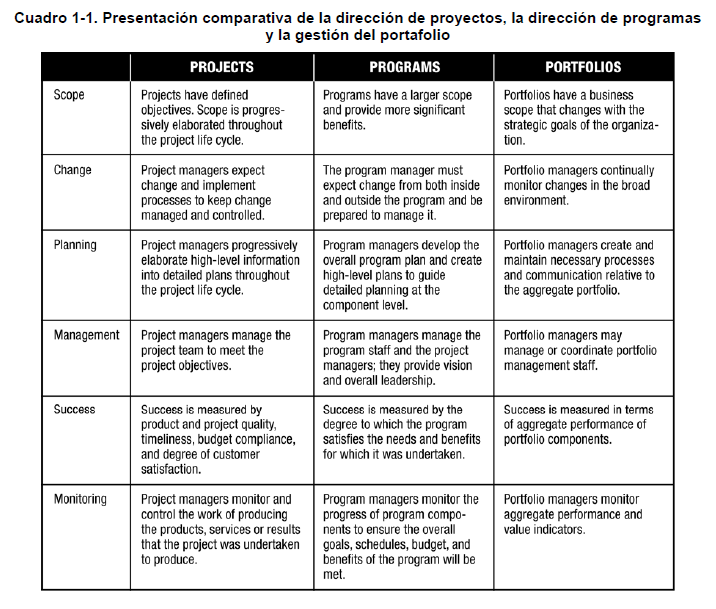 Cuadro 1-1. Presentación comparativa de la dirección de proyectos, la dirección de programas
y la gestión del portafolio
PROJECTS
PROGRAMS
PORTFOLIOS
Scope
Projects have defined
objectives. Scope is progres-
sively elaborated throughout
the project life cycle.
Programs have a larger scope
and provide more significant
benefits.
Portfolios have a business
scope that changes with the
strategic goals of the organiza-
tion.
Change
Project managers expect
change and implement
processes to keep change
managed and controlled.
The program manager must
expect change from both inside
and outside the program and be
prepared to manage it.
Portfolio managers continually
monitor changes in the broad
environment.
Planning
Project managers progressively
elaborate high-level information
into detailed plans throughout
the project life cycle.
Program managers develop the
overall program plan and create
high-level plans to guide
detailed planning at the
component level.
Portfolio managers create and
maintain necessary processes
and communication relative to
the aggregate portfolio.
Management
Project managers manage the
project team to meet the
project objectives.
Program managers manage the
program staff and the project
managers; they provide vision
and overall leadership.
Portfolio managers may
manage or coordinate portfolio
management staff.
Success
Success is measured by
product and project quality,
timeliness, budget compliance,
and degree of customer
satisfaction.
Success is measured by the
degree to which the program
satisfies the needs and benefits
for which it was undertaken.
Success is measured in terms
of aggregate performance of
portfolio components.
Monitoring
Project managers monitor and
control the work of producing
the products, services or results
that the project was undertaken
to produce.
Program managers monitor the
progress of program compo-
nents to ensure the overall
goals, schedules, budget, and
benefits of the program will be
met.
Portfolio managers monitor
aggregate performance and
value indicators.